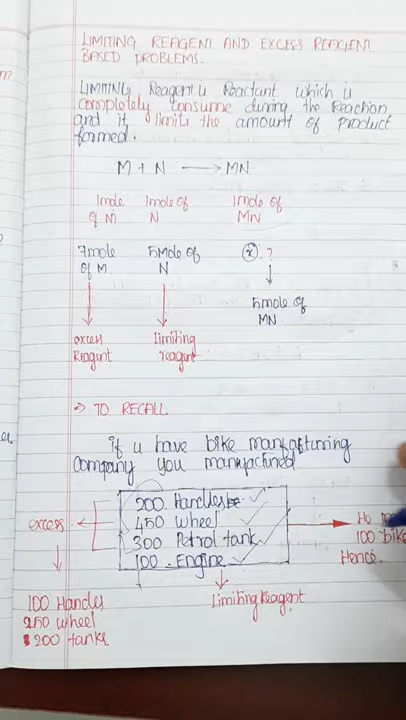 LIMITING REAGENT AND EXCESS REAGENT
BASED PROBLEMS.
LIMITING Reagent is Reactant which is
completely consume during the Reaction
and it limits the amount of product
formed.
M + N ⟶ MN
1mole 1mole of 1mole of
of M N MN
7mole 5Mole of (x).?
of M N
5mole of
MN
excess Limiting
Reagent reagent
-> TO RECALL.
if u have bike
company you manufactured
200 Handles
excess 450 wheel
300 Petrol tank 100 bike
100 . Engine Hence.
100 Handles Limiting Reagent
250 wheel
200 tanks